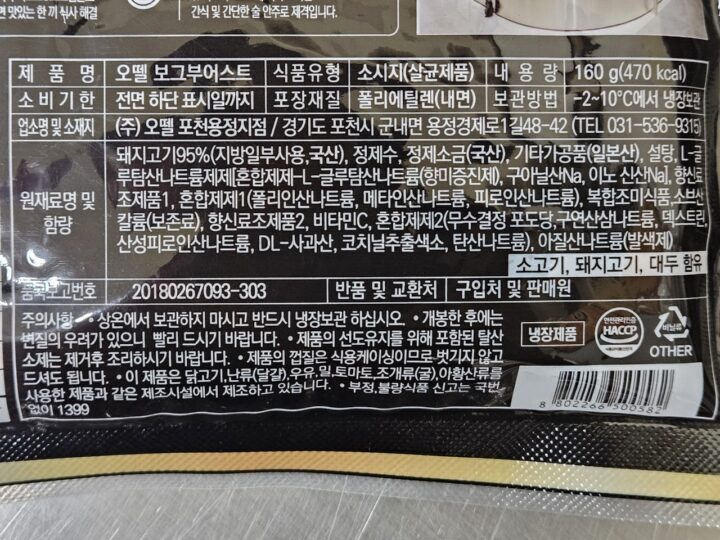 면 맛있는 한 끼 식사 해결
간식 및 간단한 술 안주로 제격입니다.
제 품 명 오뗄 보그부어스트 식품유형 소시지(살균제품) 내 용 량 160 g(470 kcal)
소 비 기 한 전면 하단 표시일까지 포장재질 폴리에틸렌(내면) 보관방법 -2~10℃에서 냉장보관
업소명 및 소재지 (주) 오뗄 포천용정지점 / 경기도 포천시 군내면 용정경제로1길48-42 (TEL 031-536-9315)
원재료명 및 함량
돼지고기95%(지방일부사용,국산), 정제수, 정제소금(국산), 기타가공품(일본산), 설탕, L-글
루탐산나트륨제제[혼합제제-L-글루탐산나트륨(향미증진제), 구아닐산Na, 이노 신산Na], 향신료
조제품1, 혼합제제1(폴리인산나트륨, 메타인산나트륨, 피로인산나트륨), 복합조미식품,소브산
칼륨(보존료), 향신료조제품2, 비타민C, 혼합제제2(무수결정 포도당,구연산삼나트륨, 덱스트린,
산성피로인산나트륨), DL-사과산, 코치닐추출색소, 탄산나트륨), 아질산나트륨(발색제)
소고기, 돼지고기, 대두 함유
품목보고번호 20180267093-303 반품 및 교환처 구입처 및 판매원
주의사항 • 상온에서 보관하지 마시고 반드시 냉장보관 하십시오. • 개봉한 후에는
변질의 우려가 있으니 빨리 드시기 바랍니다. • 제품의 선도유지를 위해 포함된 탈산
소제는 제거후 조리하시기 바랍니다. • 제품의 껍질은 식용케이싱이므로 벗기지 않고
드셔도 됩니다. • 이 제품은 닭고기,난류(달걀),우유,밀,토마토,조개류(굴),아황산류를
사용한 제품과 같은 제조시설에서 제조하고 있습니다. • 부정,불량식품 신고는 국번
없이 1399
냉장제품
안전관리인증
HACCP
비닐류
OTHER
8 802266 500382